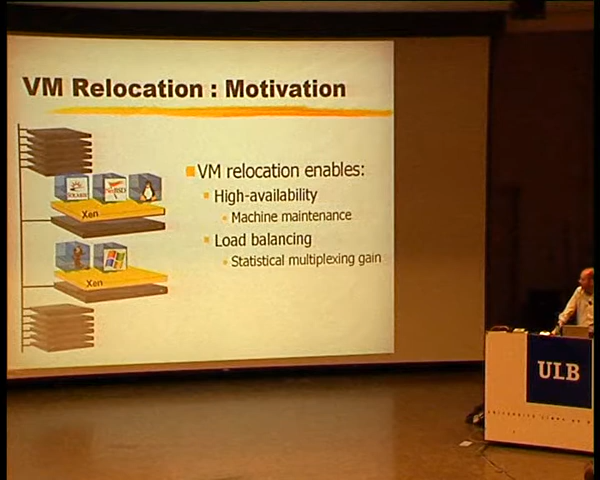 VM Relocation : Motivation
VM relocation enables:
High-availability
Machine maintenance
Load balancing
Statistical multiplexing gain
Xen
Xen
ULB